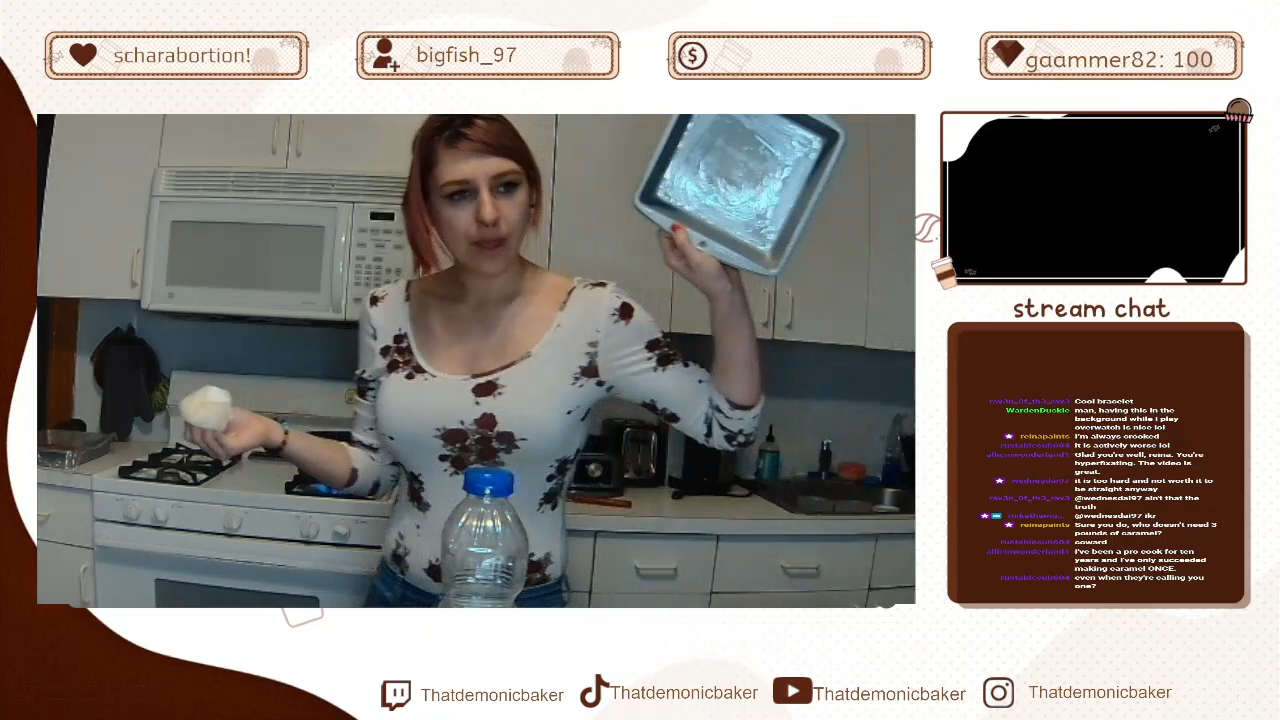 scharabortion!
bigfish_97
gaammer82: 100
stream chat
Cool bracelet
WardenDuckie man, having this in the
background while I play
overwatch is nice lol
reinapaints I'm always crooked
rustablesub604 it is actively worse lol
Glad you're well, reina. You're
hyperfixating. The video is
great.
wednesdai97 it is too hard and not worth it to
be straight anyway
@wednesdai97 ain't that the
truth
@wednesdai97 ikr
reinapaints Sure you do, who doesn't need 3
pounds of caramel?
rustablesub604 coward
I've been a pro cook for ten
years and I've only succeeded
making caramel ONCE.
rustablesub604 even when they're calling you
one?
Thatdemonicbaker Thatdemonicbaker Thatdemonicbaker Thatdemonicbaker